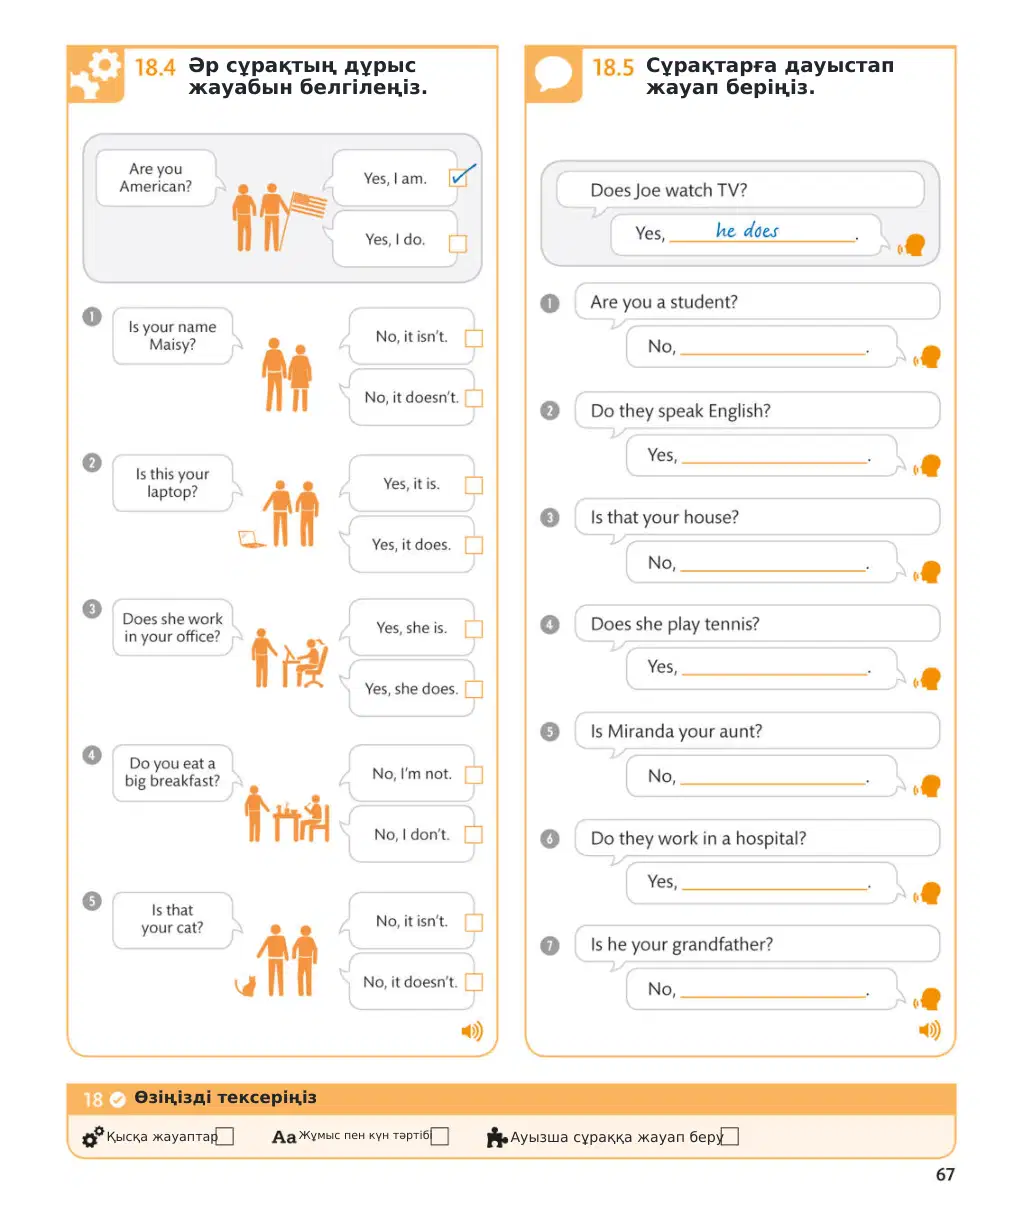 18.4 Әр сұрақтың дұрыс
жауабын белгілеңіз.
Are you
American?
Yes, I am.
Yes, I do.
1
Is your name
Maisy?
No, it isn't.
No, it doesn't.
2
Is this your
laptop?
Yes, it is.
Yes, it does.
3
Does she work
in your office?
Yes, she is.
Yes, she does.
4
Do you eat a
big breakfast?
No, I'm not.
No, I don't.
5
Is that
your cat?
No, it isn't.
No, it doesn't.
18.5 Сұрақтарға дауыстап
жауап беріңіз.
Does Joe watch TV?
Yes, he does.
1 Are you a student?
No, ____________.
2 Do they speak English?
Yes, ____________.
3 Is that your house?
No, ____________.
4 Does she play tennis?
Yes, ____________.
5 Is Miranda your aunt?
No, ____________.
6 Do they work in a hospital?
Yes, ____________.
7 Is he your grandfather?
No, ____________.
18 Өзіңізді тексеріңіз
Қысқа жауаптар Aa Жұмыс пен күн тәртібі Ауызша сұраққа жауап беру
67